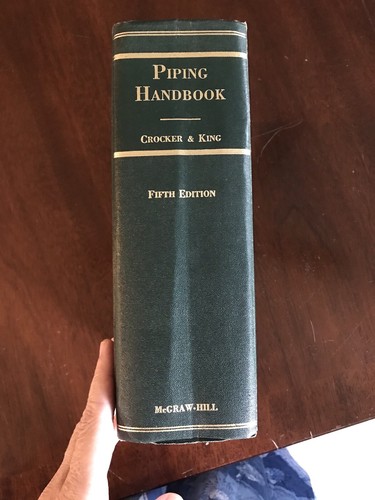 PIPING
HANDBOOK
CROCKER & KING
FIFTH EDITION
McGRAW-HILL